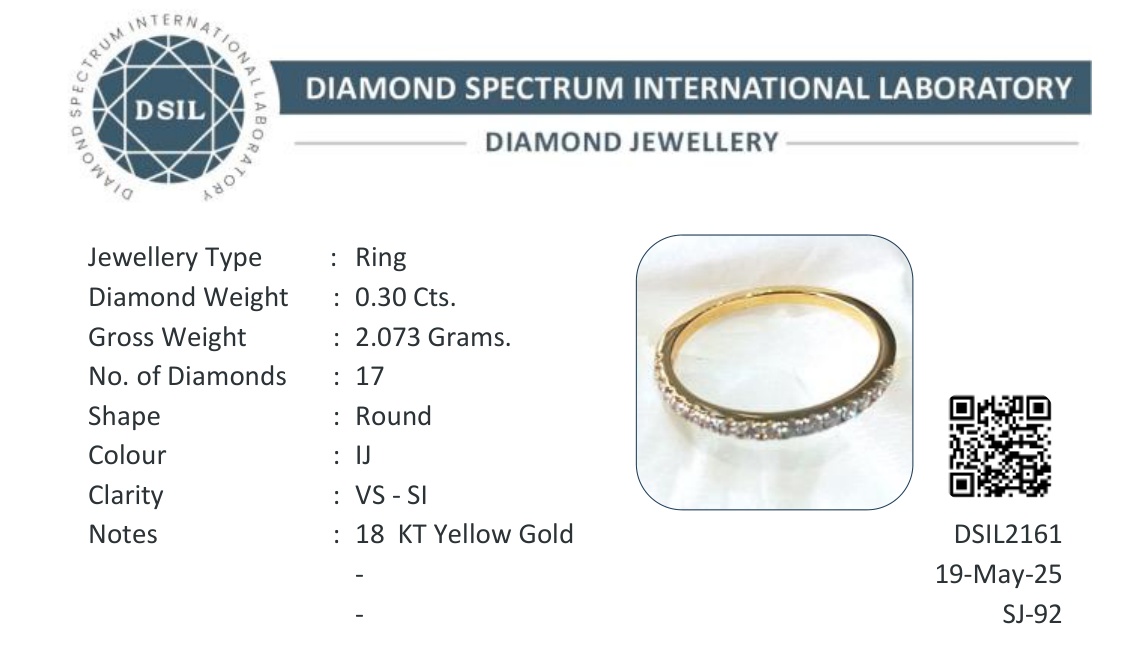 DIAMOND SPECTRUM INTERNATIONAL LABORATORY
DSIL
DIAMOND SPECTRUM INTERNATIONAL LABORATORY
DIAMOND JEWELLERY
Jewellery Type : Ring
Diamond Weight : 0.30 Cts.
Gross Weight : 2.073 Grams.
No. of Diamonds : 17
Shape : Round
Colour : IJ
Clarity : VS - SI
Notes : 18 KT Yellow Gold
-
-
DSIL2161
19-May-25
SJ-92